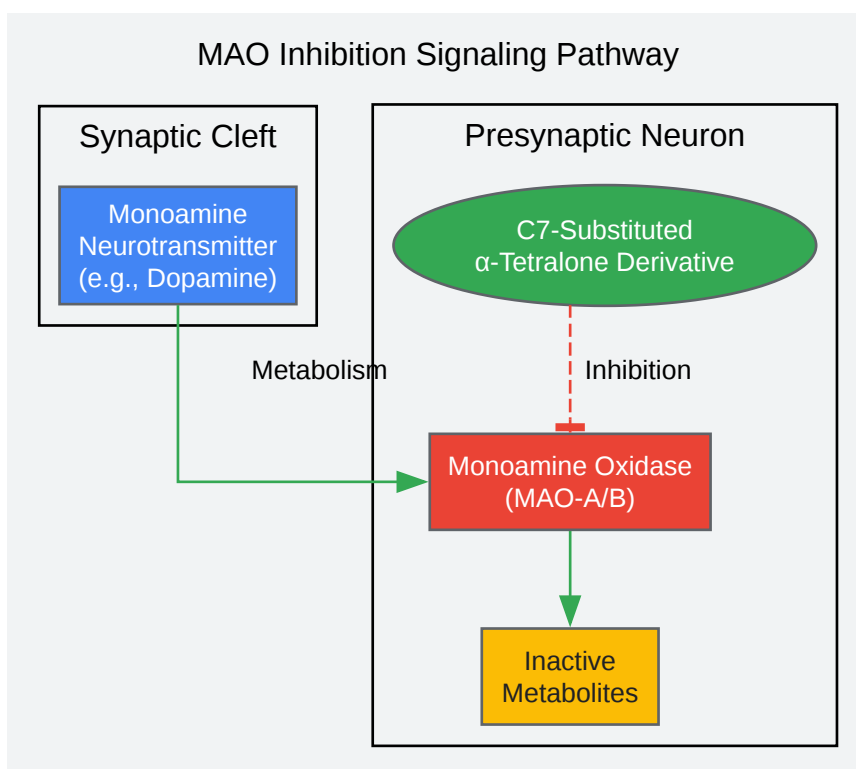 MAO Inhibition Signaling Pathway
Synaptic Cleft
Monoamine
Neurotransmitter
(e.g., Dopamine)
Presynaptic Neuron
C7-Substituted
α-Tetralone Derivative
Metabolism
Inhibition
Monoamine Oxidase
(MAO-A/B)
Inactive
Metabolites